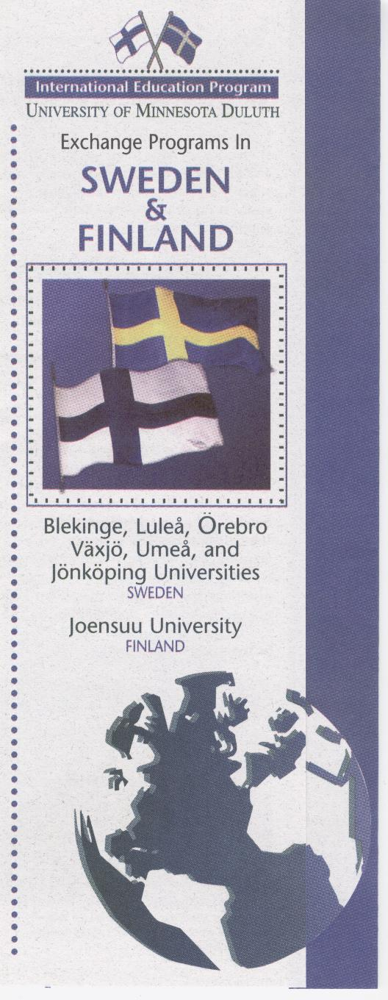 International Education Program
UNIVERSITY OF MINNESOTA DULUTH
Exchange Programs In
SWEDEN
&
FINLAND
Blekinge, Luleå, Örebro
Växjö, Umeå, and
Jönköping Universities
SWEDEN
Joensuu University
FINLAND